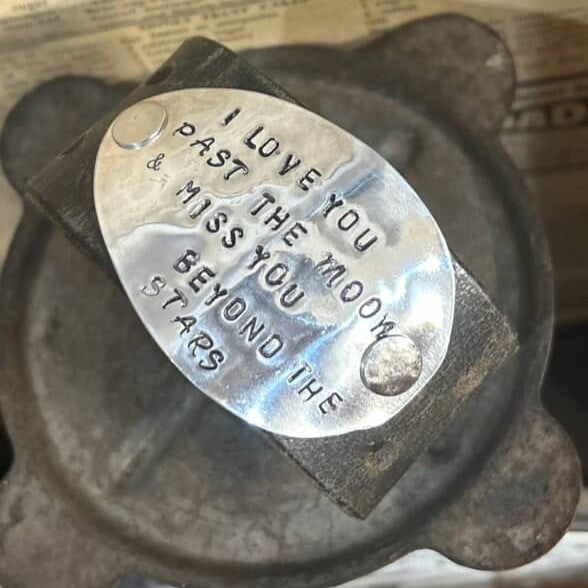 I LOVE YOU
PAST THE MOON
& MISS YOU
BEYOND THE
STARS